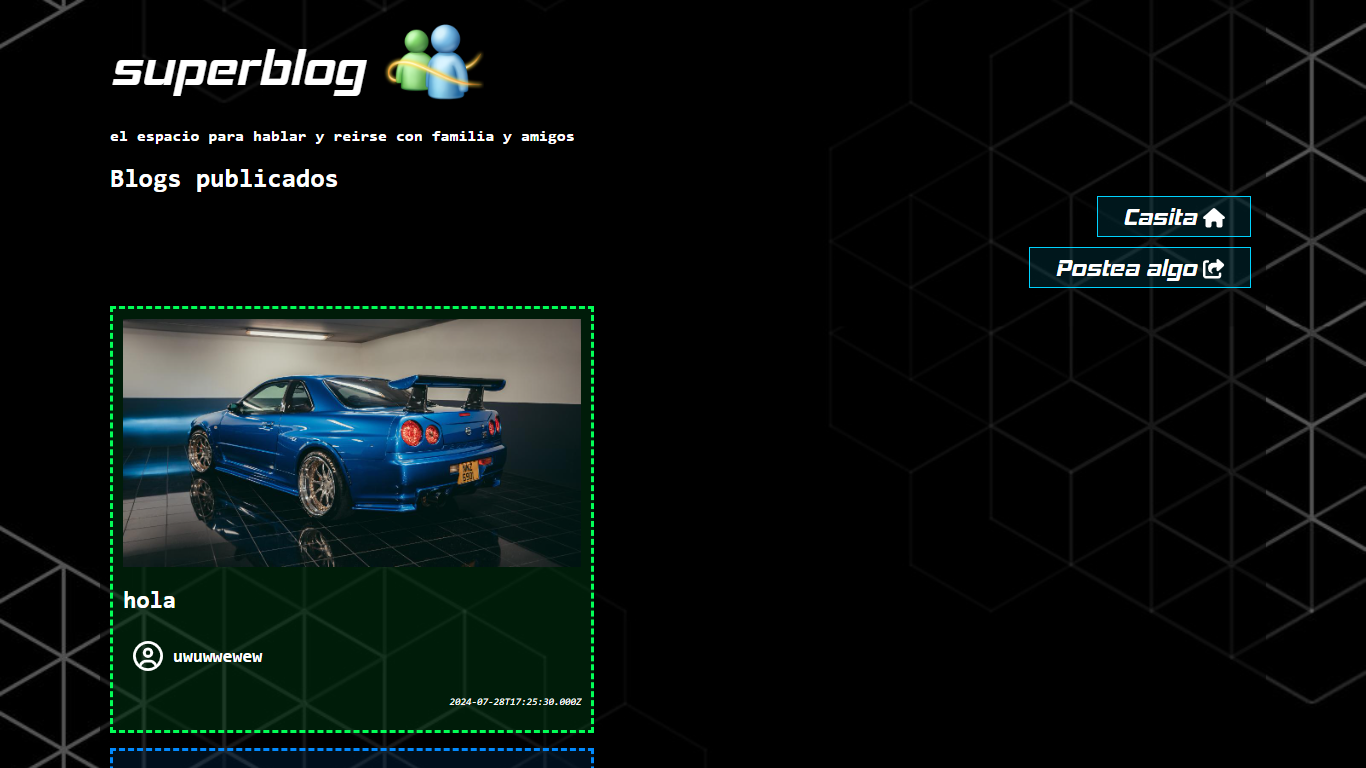 superblog
el espacio para hablar y reirse con familia y amigos
Blogs publicados
Casita
Postea algo
hola
uwuwwewew
2024-07-28T17:25:30.000Z